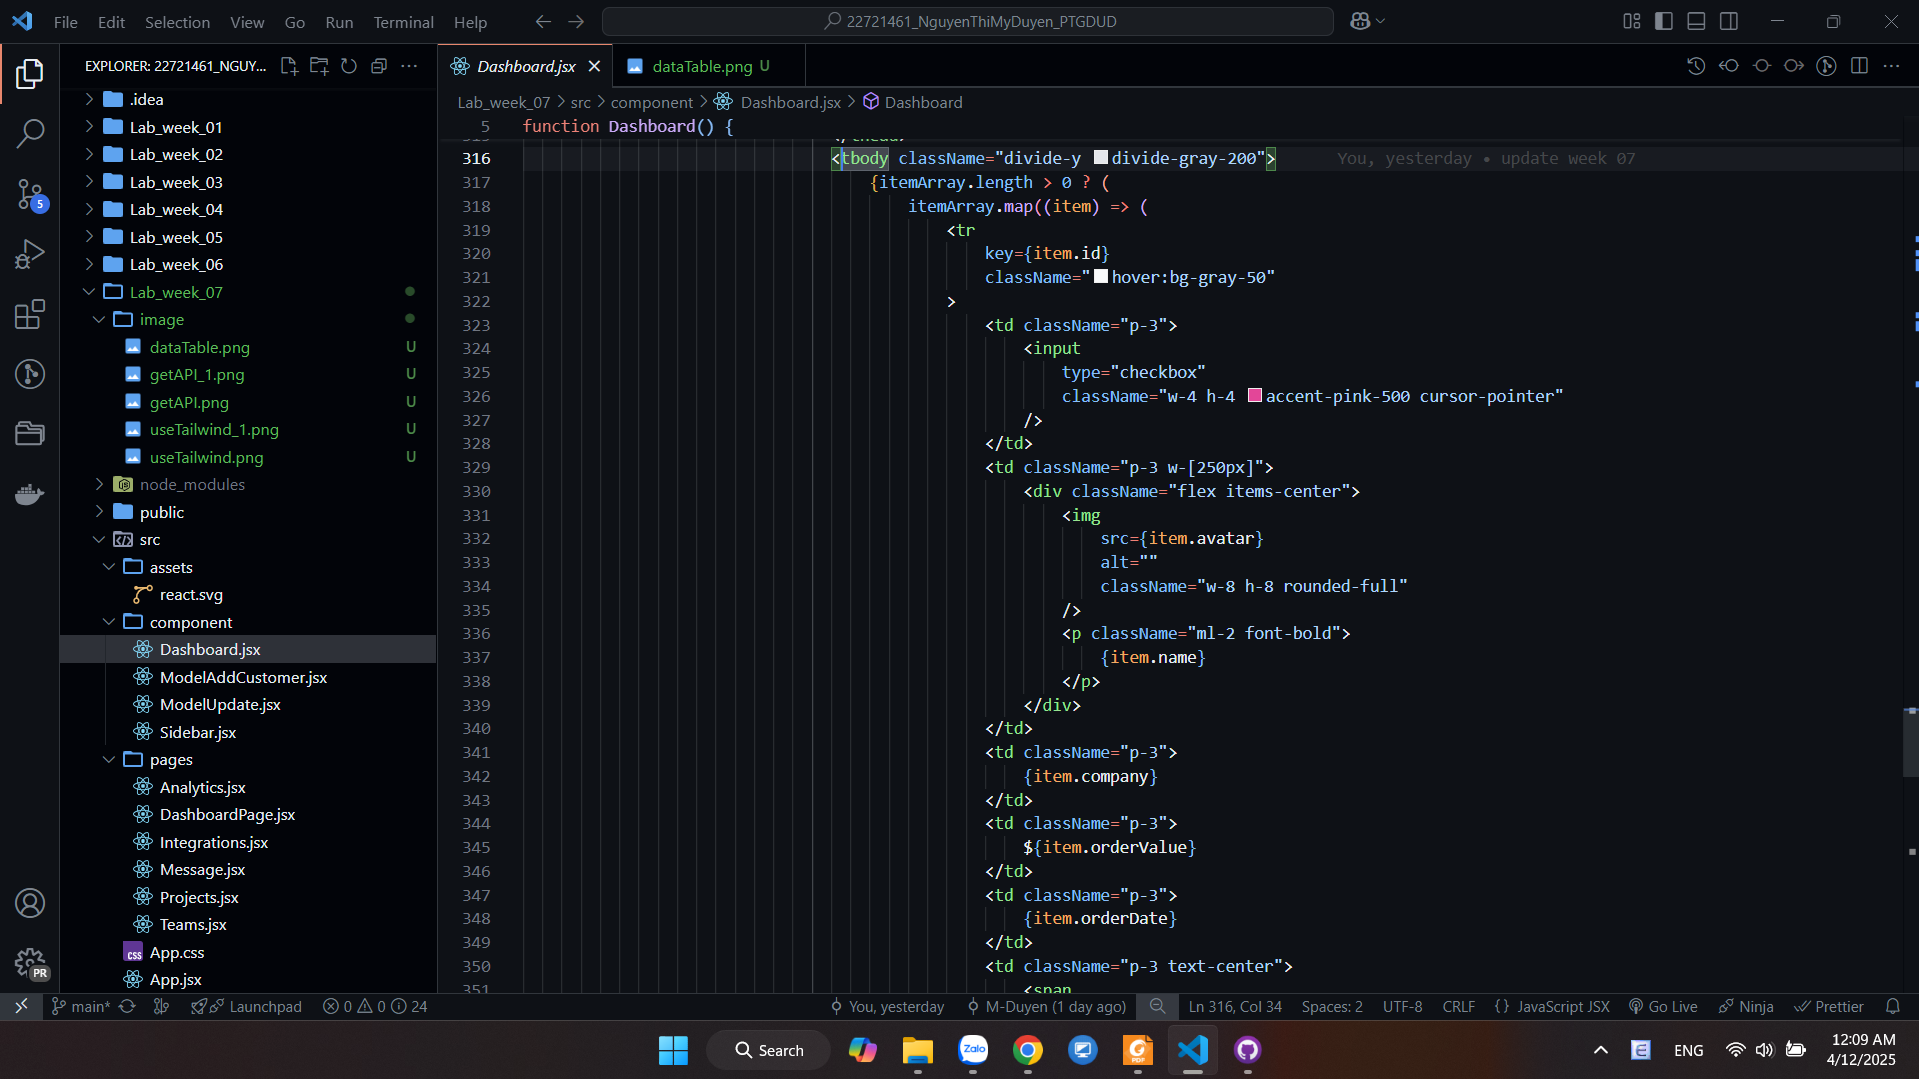 File Edit Selection View Go Run Terminal Help
22721461_NguyenThiMyDuyen_PTGDUD
EXPLORER: 22721461_NGUY...
.idea
Lab_week_01
Lab_week_02
Lab_week_03
Lab_week_04
Lab_week_05
Lab_week_06
Lab_week_07
image
dataTable.png U
getAPI_1.png U
getAPI.png U
useTailwind_1.png U
useTailwind.png U
node_modules
public
src
assets
react.svg
component
Dashboard.jsx
ModelAddCustomer.jsx
ModelUpdate.jsx
Sidebar.jsx
pages
Analytics.jsx
DashboardPage.jsx
Integrations.jsx
Message.jsx
Projects.jsx
Teams.jsx
App.css
App.jsx
5
PR
Dashboard.jsx
dataTable.png U
Lab_week_07 > src > component > Dashboard.jsx > Dashboard
5 function Dashboard() {
316 <tbody className="divide-y divide-gray-200"> You, yesterday • update week 07
317 {itemArray.length > 0 ? (
318 itemArray.map((item) => (
319 <tr
320 key={item.id}
321 className="hover:bg-gray-50"
322 >
323 <td className="p-3">
324 <input
325 type="checkbox"
326 className="w-4 h-4 accent-pink-500 cursor-pointer"
327 />
328 </td>
329 <td className="p-3 w-[250px]">
330 <div className="flex items-center">
331 <img
332 src={item.avatar}
333 alt=""
334 className="w-8 h-8 rounded-full"
335 />
336 <p className="ml-2 font-bold">
337 {item.name}
338 </p>
339 </div>
340 </td>
341 <td className="p-3">
342 {item.company}
343 </td>
344 <td className="p-3">
345 ${item.orderValue}
346 </td>
347 <td className="p-3">
348 {item.orderDate}
349 </td>
350 <td className="p-3 text-center">
351 <span
main* Launchpad 0 0 24 You, yesterday M-Duyen (1 day ago) Ln 316, Col 34 Spaces: 2 UTF-8 CRLF {} JavaScript JSX Go Live Ninja Prettier
Search
Zalo
PDF
ENG
12:09 AM
4/12/2025